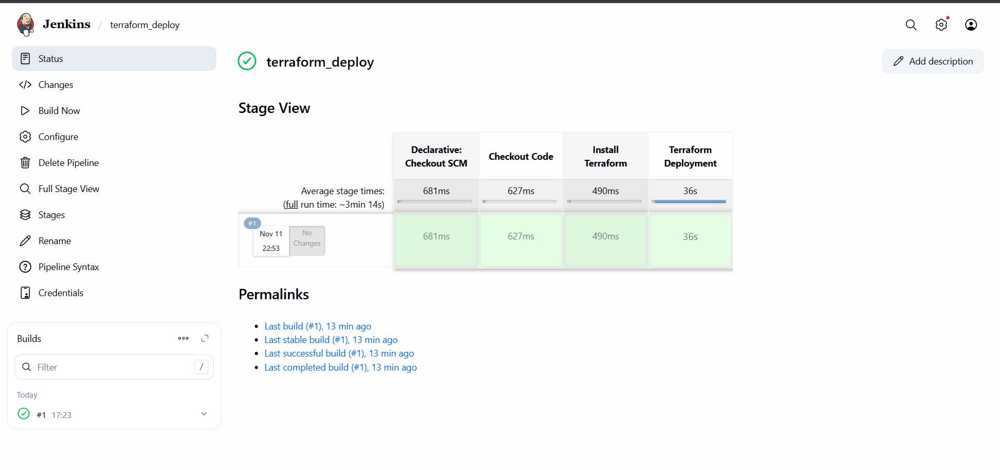 Jenkins / terraform_deploy
Status
Changes
Build Now
Configure
Delete Pipeline
Full Stage View
Stages
Rename
Pipeline Syntax
Credentials
Builds
Filter /
Today
#1 17:23
terraform_deploy
Add description
Stage View
Declarative: Checkout SCM
Checkout Code
Install Terraform
Terraform Deployment
Average stage times:
(full run time: ~3min 14s)
681ms 627ms 490ms 36s
#1
Nov 11
22:53
No Changes
681ms 627ms 490ms 36s
Permalinks
Last build (#1), 13 min ago
Last stable build (#1), 13 min ago
Last successful build (#1), 13 min ago
Last completed build (#1), 13 min ago